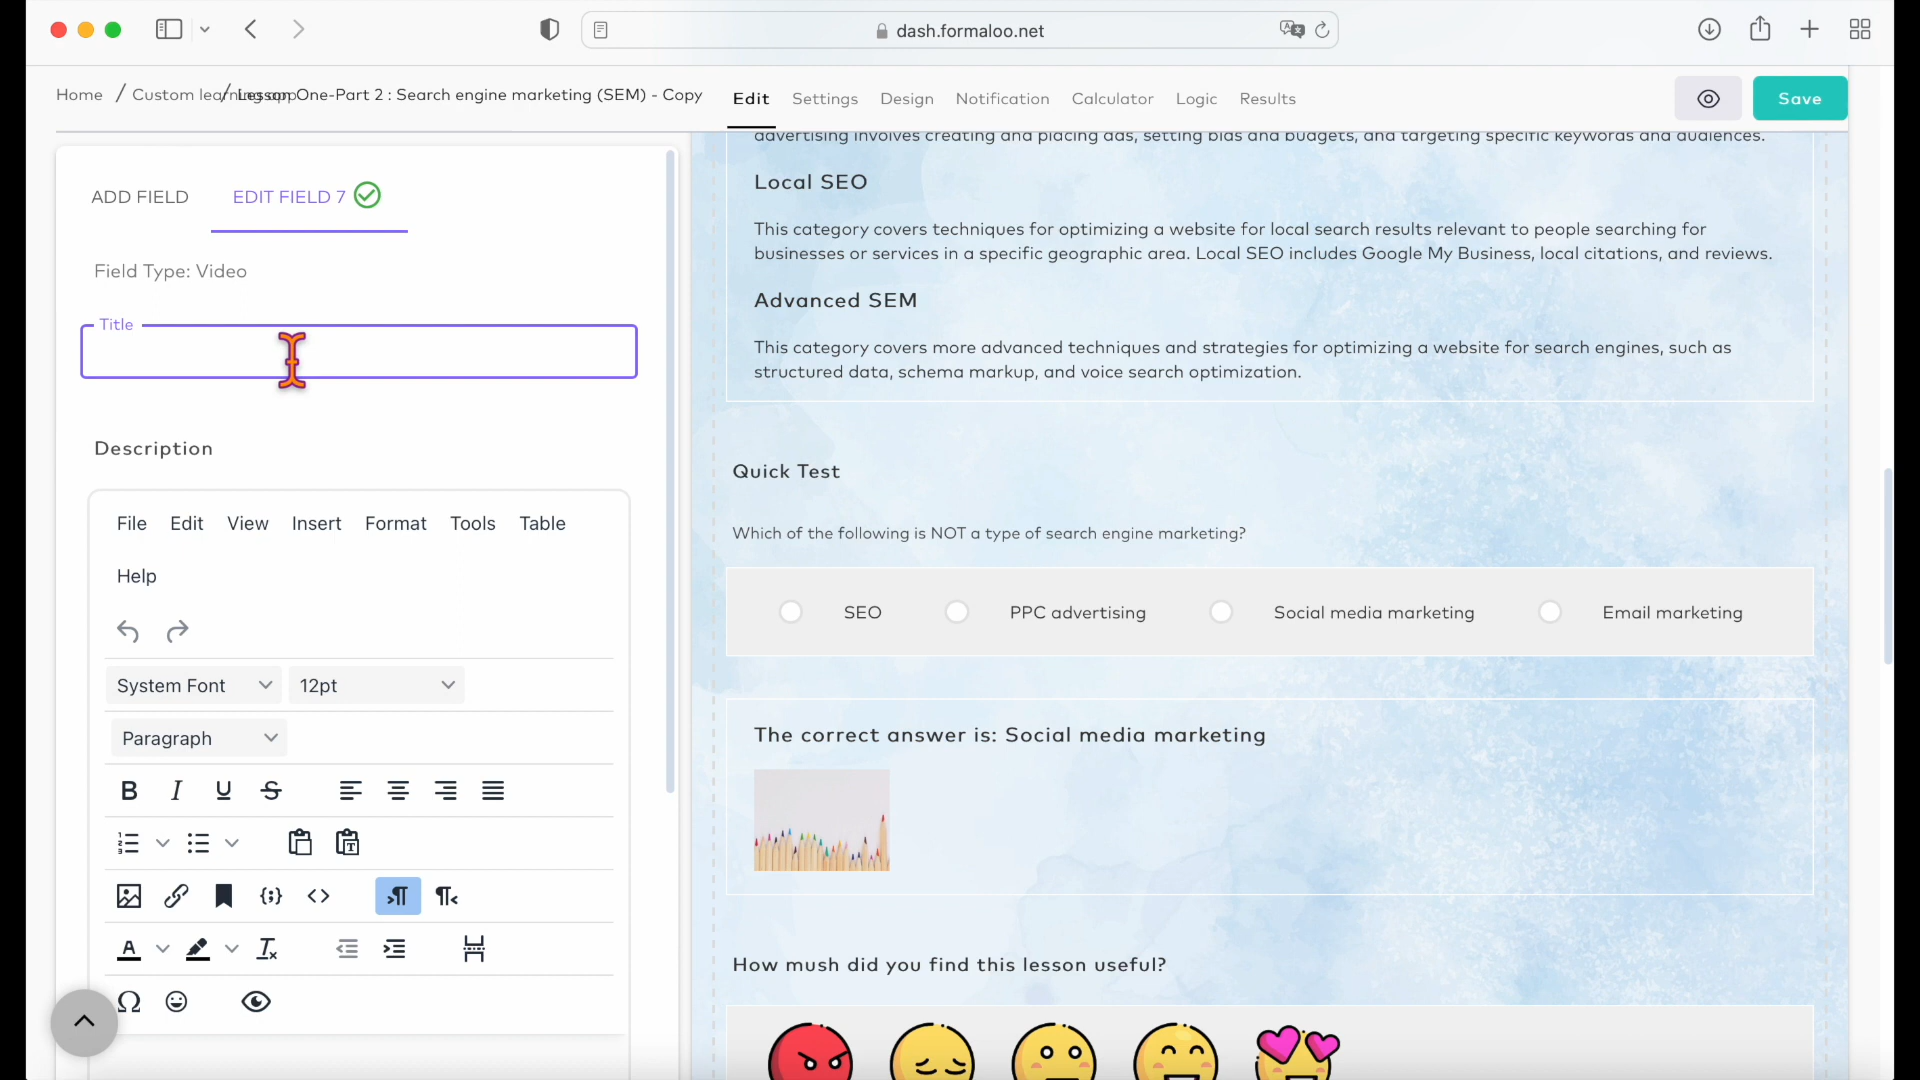 dash.formaloo.net
Home / Custom learning app / Lesson One-Part 2 : Search engine marketing (SEM) - Copy
Edit Settings Design Notification Calculator Logic Results
Save
ADD FIELD EDIT FIELD 7
Field Type: Video
Title
Description
File Edit View Insert Format Tools Table
Help
System Font 12pt
Paragraph
advertising involves creating and placing ads, setting bids and budgets, and targeting specific keywords and audiences.
Local SEO
This category covers techniques for optimizing a website for local search results relevant to people searching for
businesses or services in a specific geographic area. Local SEO includes Google My Business, local citations, and reviews.
Advanced SEM
This category covers more advanced techniques and strategies for optimizing a website for search engines, such as
structured data, schema markup, and voice search optimization.
Quick Test
Which of the following is NOT a type of search engine marketing?
SEO PPC advertising Social media marketing Email marketing
The correct answer is: Social media marketing
How mush did you find this lesson useful?